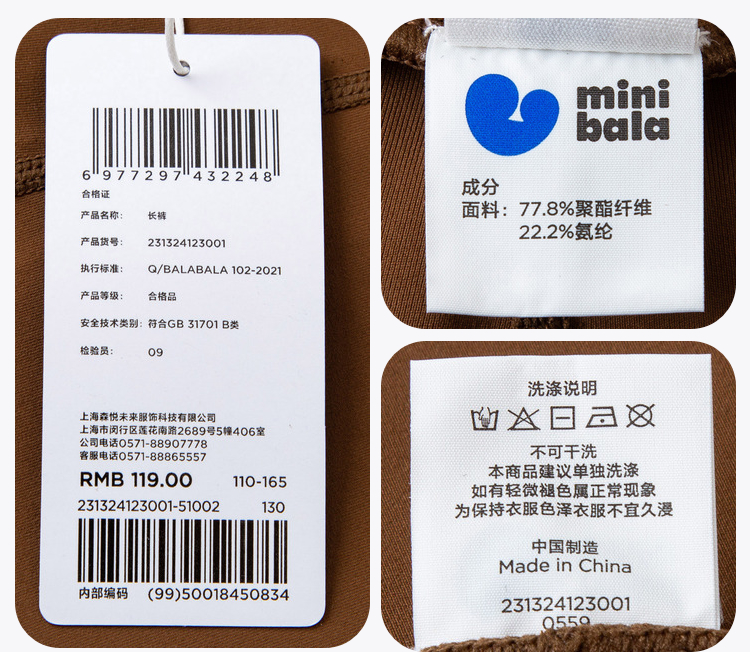 6 977297 432248
合格证
产品名称： 长裤
产品货号： 231324123001
执行标准： Q/BALABALA 102-2021
产品等级： 合格品
安全技术类别：符合GB 31701 B类
检验员： 09
上海森悦未来服饰科技有限公司
上海市闵行区莲花南路2689号5幢406室
公司电话0571-88907778
客服电话0571-88865557
RMB 119.00 110-165
231324123001-51002 130
内部编码 (99)50018450834
mini
bala
成分
面料：77.8%聚酯纤维
22.2%氨纶
洗涤说明
不可干洗
本商品建议单独洗涤
如有轻微褪色属正常现象
为保持衣服色泽衣服不宜久浸
中国制造
Made in China
231324123001
0559